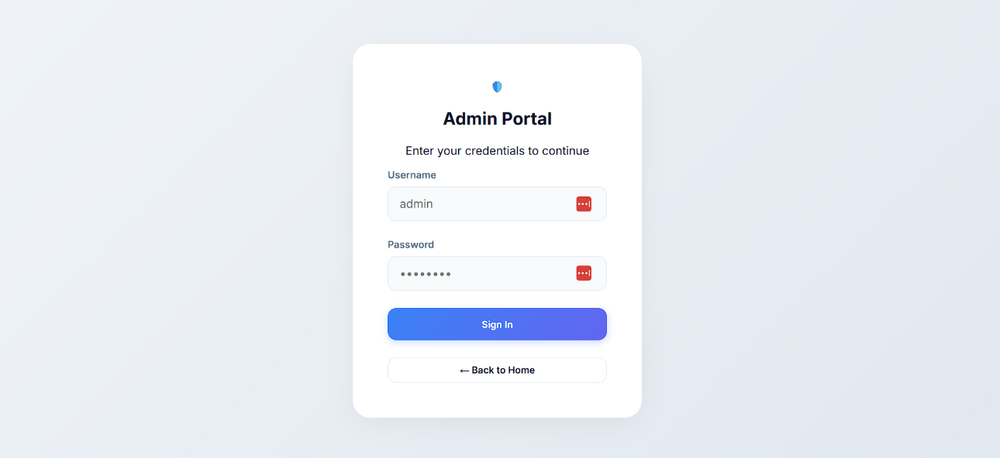 Admin Portal
Enter your credentials to continue
Username
admin
Password
••••••••
Sign In
← Back to Home